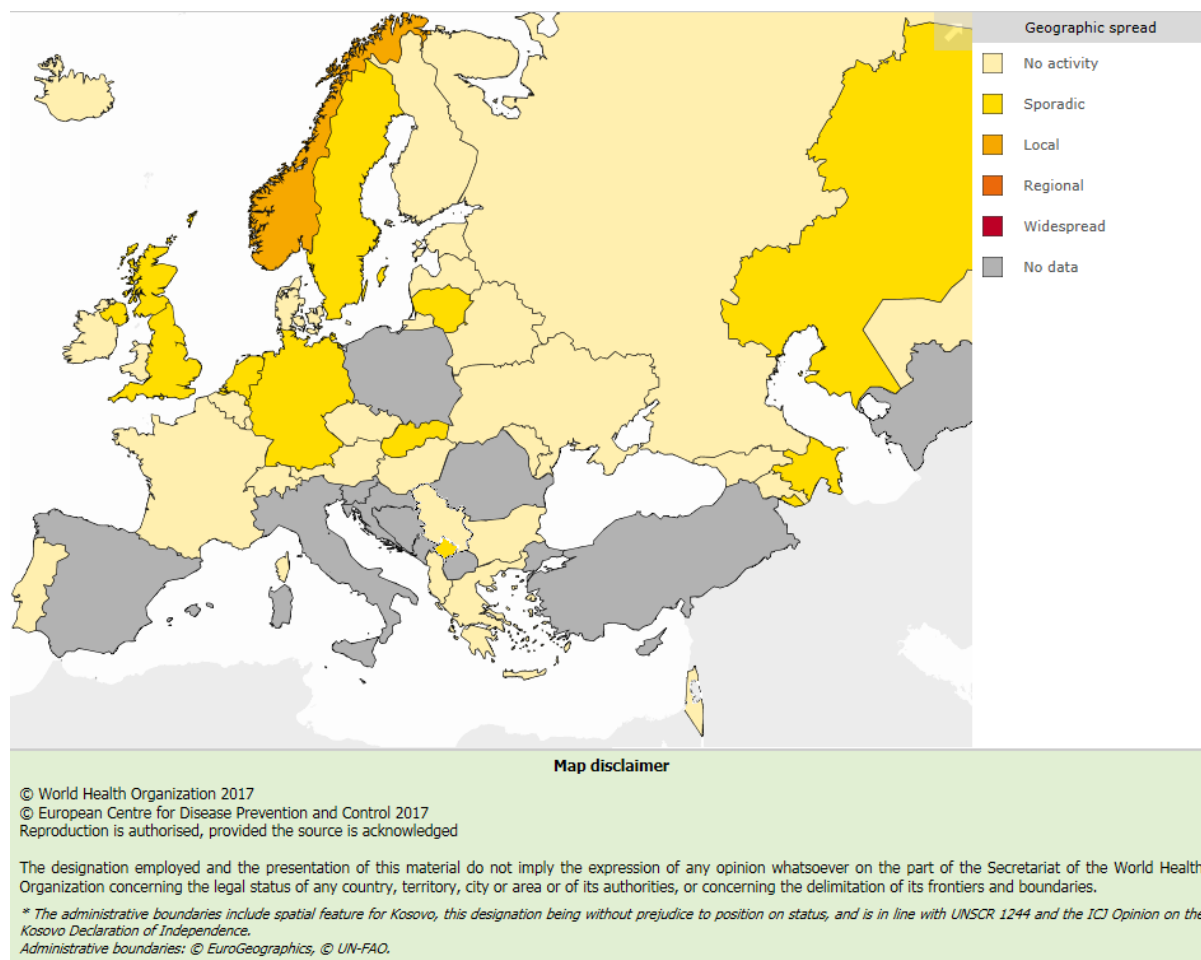 Geographic spread
No activity
Sporadic
Local
Regional
Widespread
No data
Map disclaimer
© World Health Organization 2017
© European Centre for Disease Prevention and Control 2017
Reproduction is authorised, provided the source is acknowledged
The designation employed and the presentation of this material do not imply the expression of any opinion whatsoever on the part of the Secretariat of the World Health
Organization concerning the legal status of any country, territory, city or area or of its authorities, or concerning the delimitation of its frontiers and boundaries.
* The administrative boundaries include spatial feature for Kosovo, this designation being without prejudice to position on status, and is in line with UNSCR 1244 and the ICJ Opinion on the
Kosovo Declaration of Independence.
Administrative boundaries: © EuroGeographics, © UN-FAO.